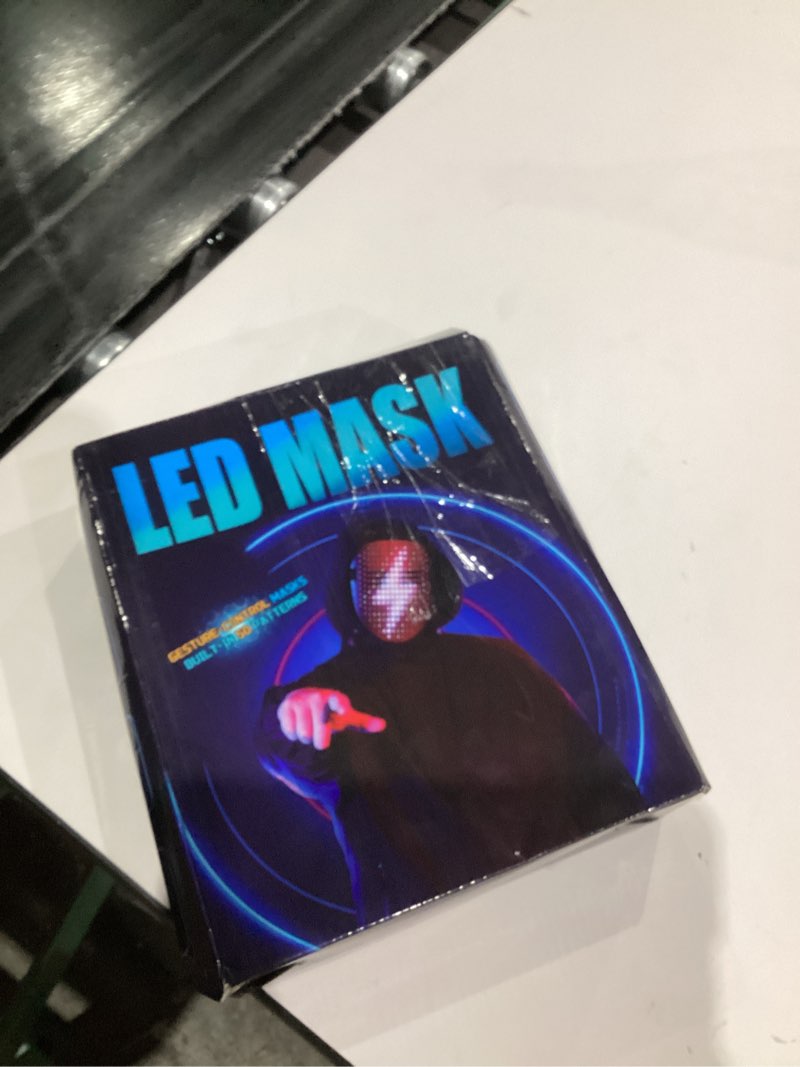 LED MASK
GESTURE CONTROL MASKS
BUILT-IN 50 PATTERNS